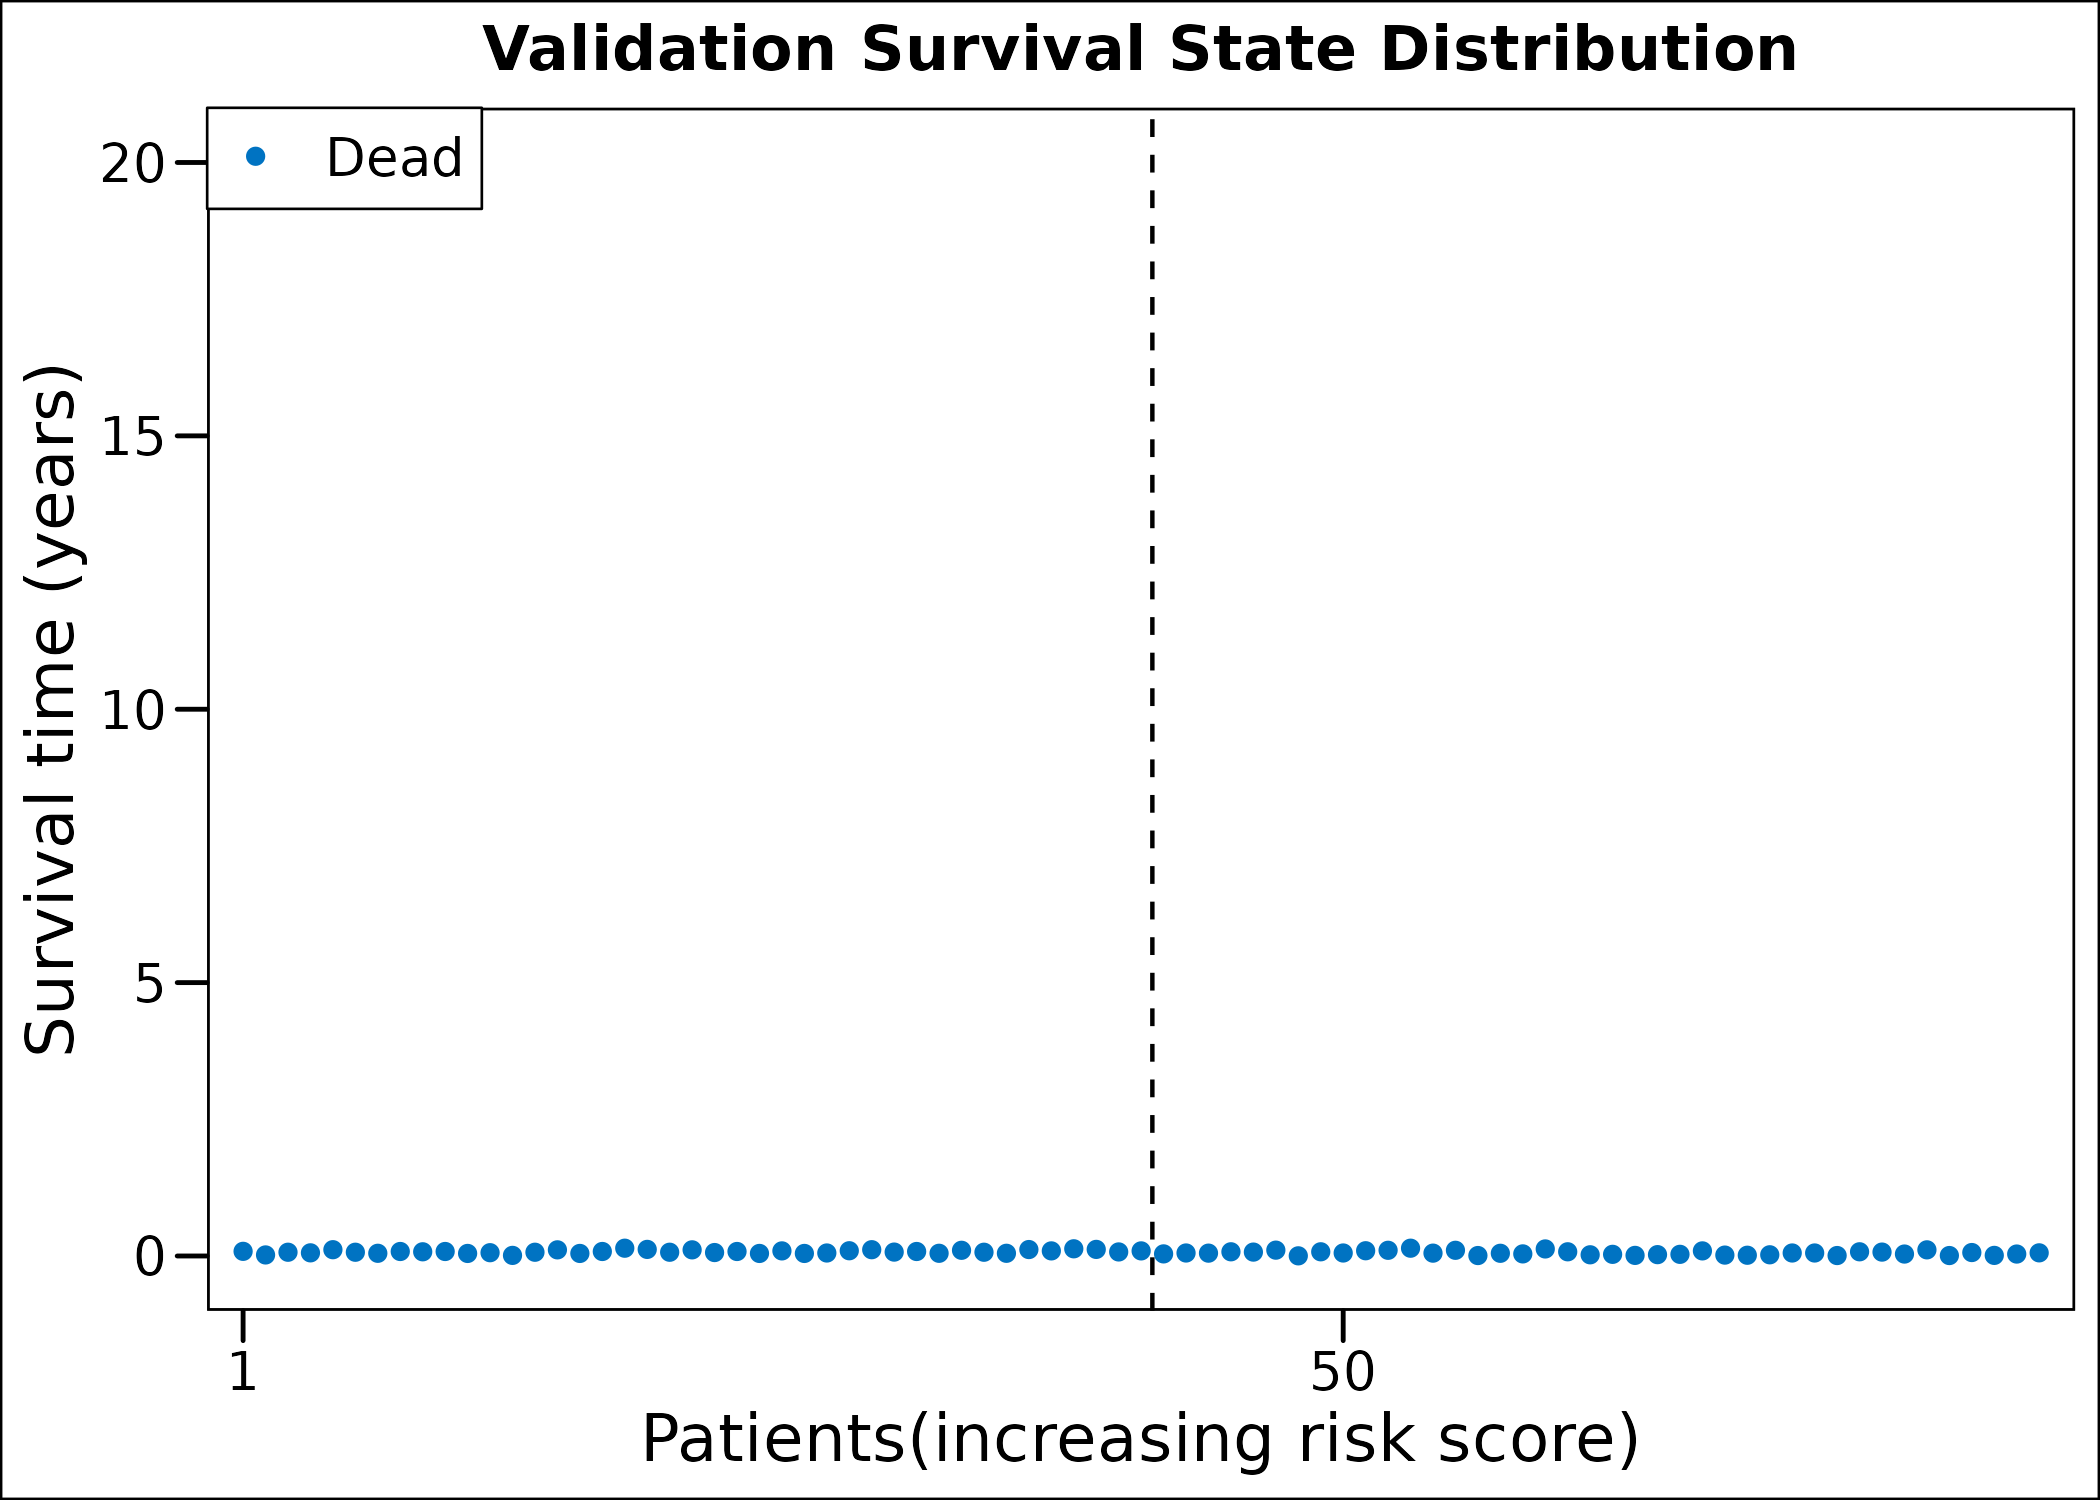 Validation Survival State Distribution
Dead
20
15
10
5
0
Survival time (years)
1
50
Patients(increasing risk score)